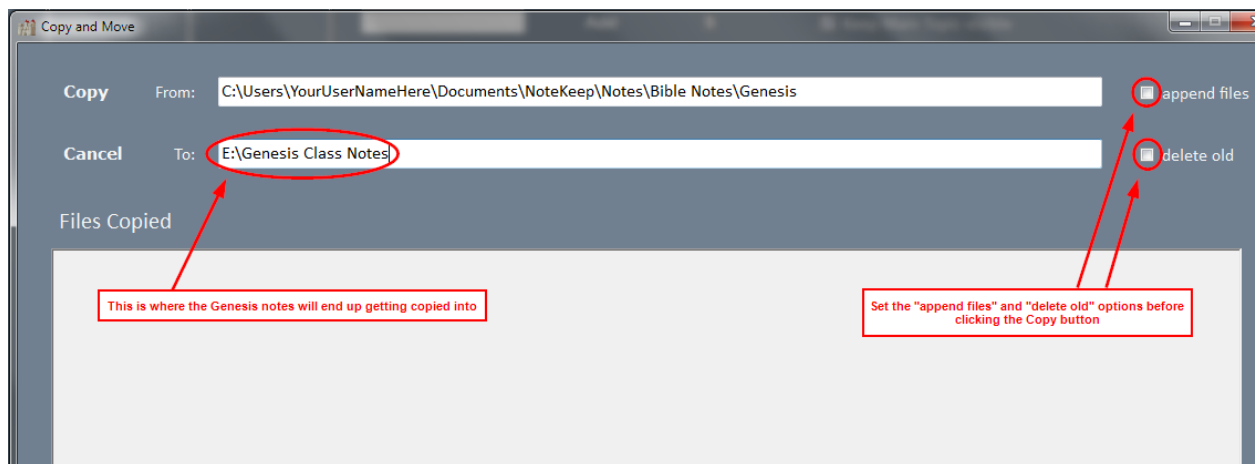 Copy and Move
Copy From: C:\Users\YourUserNameHere\Documents\NoteKeep\Notes\Bible Notes\Genesis append files
Cancel To: E:\Genesis Class Notes delete old
Files Copied
This is where the Genesis notes will end up getting copied into
Set the "append files" and "delete old" options before
clicking the Copy button